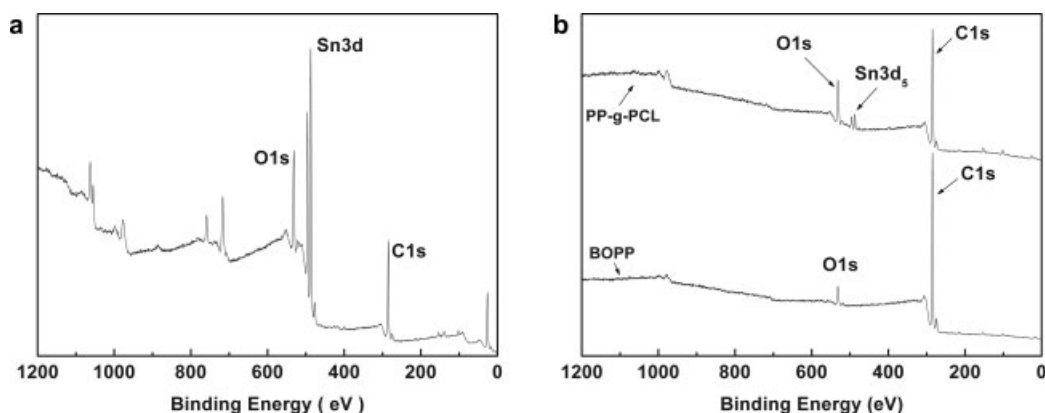 a
Sn3d
O1s
C1s
1200 1000 800 600 400 200 0
Binding Energy ( eV )
b
C1s
O1s
Sn3d5
PP-g-PCL
C1s
BOPP
O1s
1200 1000 800 600 400 200 0
Binding Energy (eV)